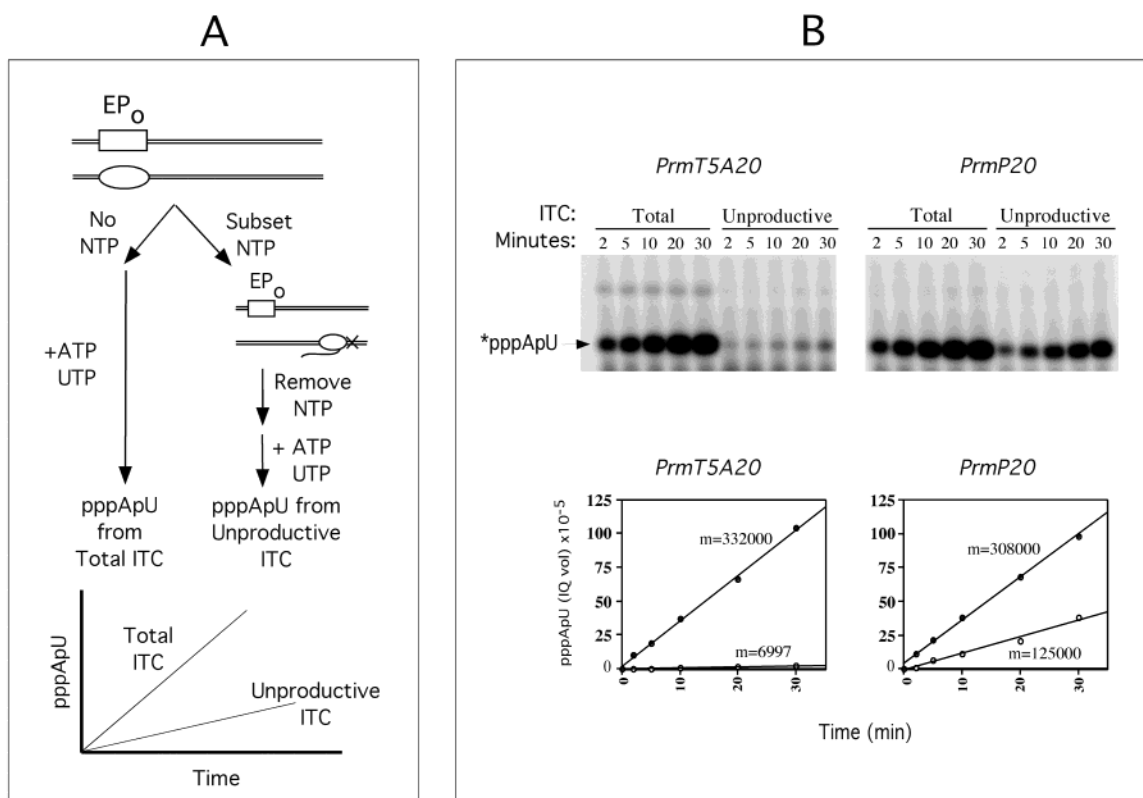 A
EPo
No
NTP
Subset
NTP
EPo
+ATP
UTP
Remove
NTP
+ ATP
UTP
pppApU
from
Total ITC
pppApU from
Unproductive
ITC
pppApU
Total
ITC
Unproductive
ITC
Time
B
PrmT5A20
PrmP20
ITC:
Total
Unproductive
Total
Unproductive
Minutes:
2 5 10 20 30 2 5 10 20 30
2 5 10 20 30 2 5 10 20 30
*pppApU
PrmT5A20
PrmP20
pppApU (IQ vol) x10-5
125
100
75
50
25
0
m=332000
m=6997
0 10 20 30
125
100
75
50
25
0
m=308000
m=125000
0 10 20 30
Time (min)